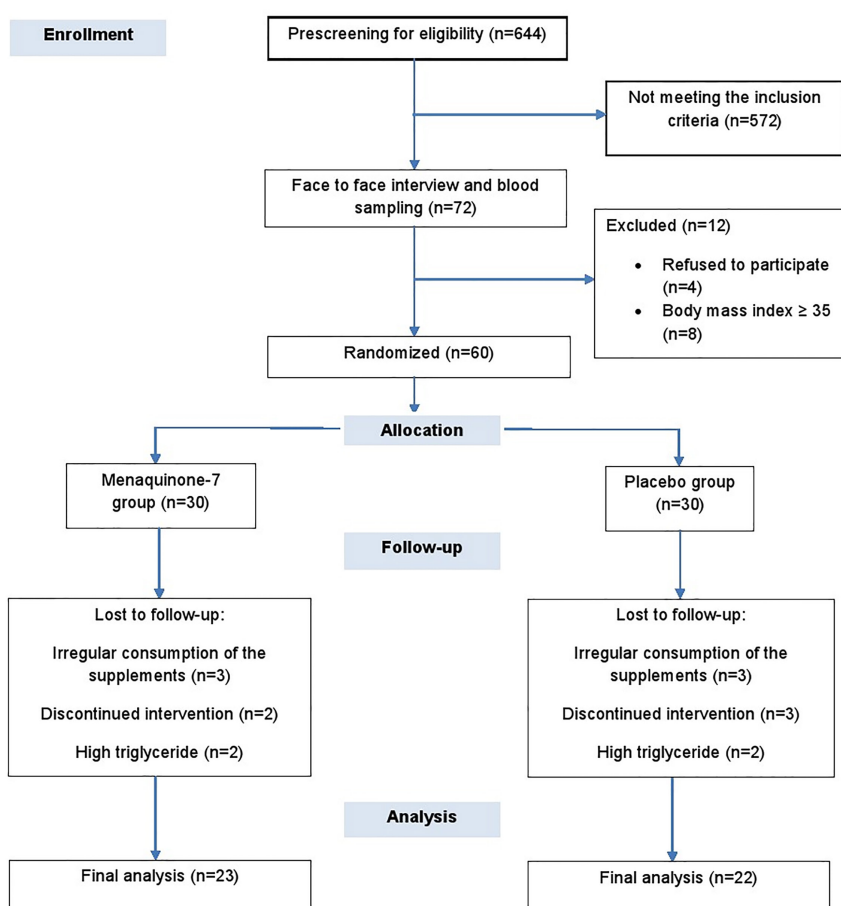 Enrollment
Prescreening for eligibility (n=644)
Not meeting the inclusion
criteria (n=572)
Face to face interview and blood
sampling (n=72)
Excluded (n=12)
• Refused to participate
(n=4)
• Body mass index ≥ 35
(n=8)
Randomized (n=60)
Allocation
Menaquinone-7
group (n=30)
Placebo group
(n=30)
Follow-up
Lost to follow-up:
Irregular consumption of the
supplements (n=3)
Discontinued intervention (n=2)
High triglyceride (n=2)
Lost to follow-up:
Irregular consumption of the
supplements (n=3)
Discontinued intervention (n=3)
High triglyceride (n=2)
Analysis
Final analysis (n=23)
Final analysis (n=22)